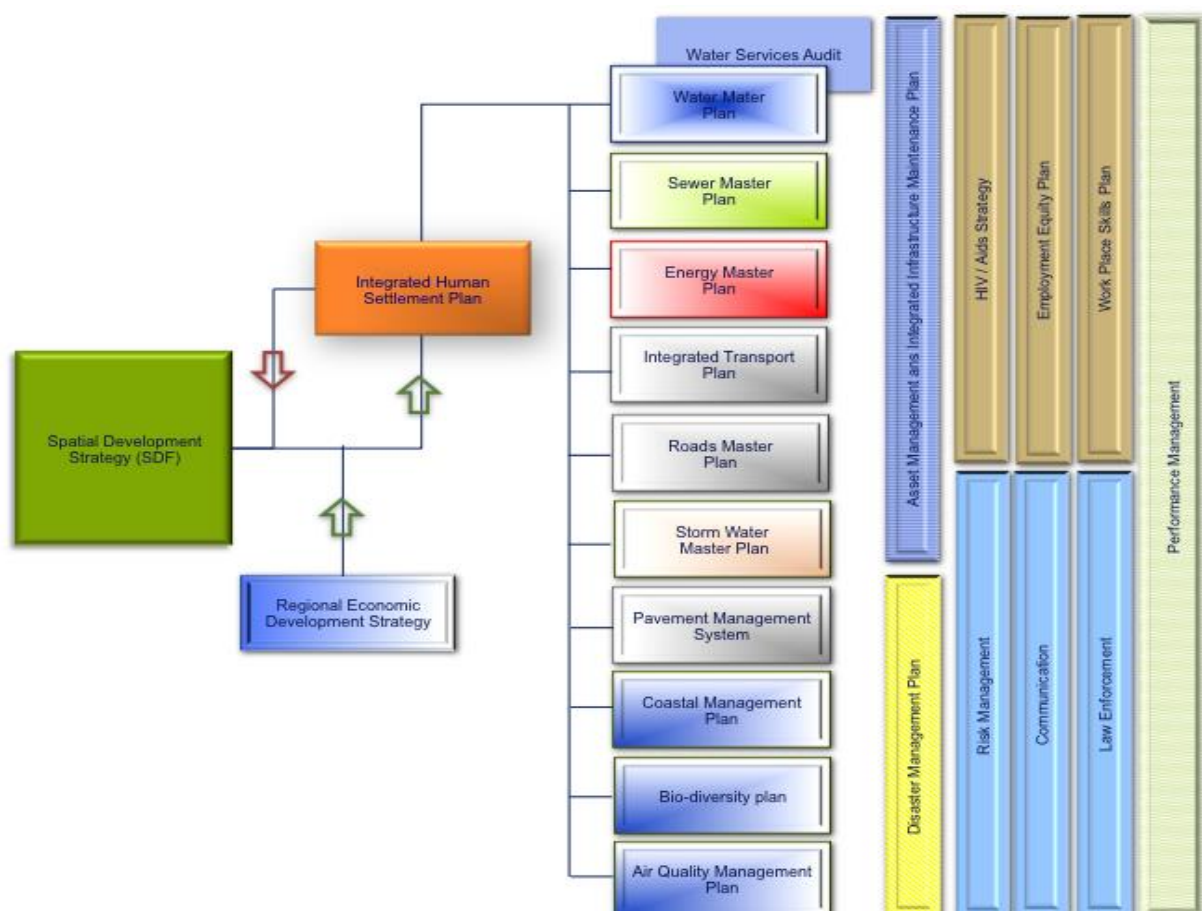 Water Services Audit
Water Mater
Plan
Sewer Master
Plan
Integrated Human
Settlement Plan
Energy Master
Plan
Integrated Transport
Plan
Spatial Development
Strategy (SDF)
Roads Master
Plan
Storm Water
Master Plan
Regional Economic
Development Strategy
Pavement Management
System
Coastal Management
Plan
Bio-diversity plan
Air Quality Management
Plan
Asset Management ans Integrated Infrastructure Maintenance Plan
Disaster Management Plan
HIV / Aids Strategy
Risk Management
Employment Equity Plan
Communication
Work Place Skills Plan
Law Enforcement
Performance Management